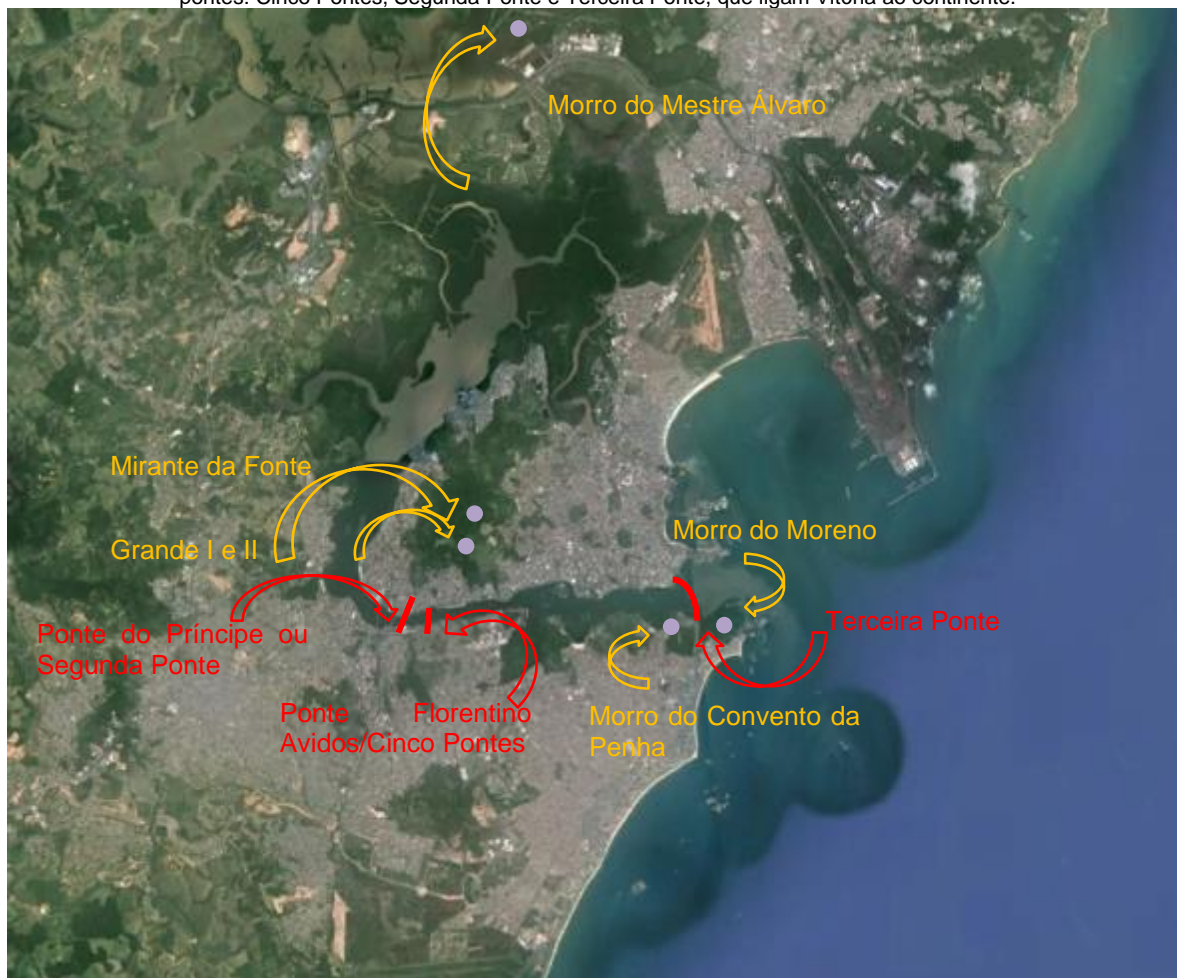 pontes: Cinco Pontes, Segunda Ponte e Terceira Ponte, que ligam Vitória ao continente.
Morro do Mestre Álvaro
Mirante da Fonte
Grande I e II
Morro do Moreno
Ponte do Príncipe ou
Segunda Ponte
Terceira Ponte
Ponte Florentino
Avidos/Cinco Pontes
Morro do Convento da
Penha